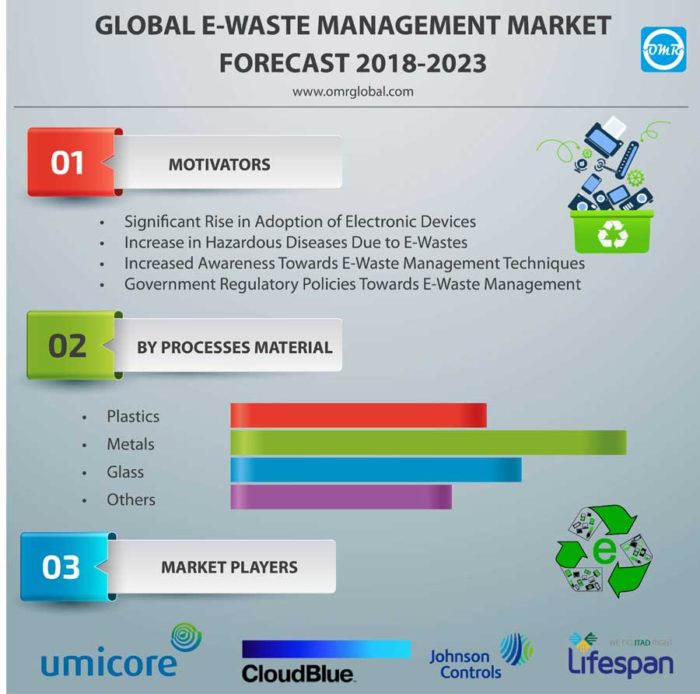 GLOBAL E-WASTE MANAGEMENT MARKET
FORECAST 2018-2023
www.omrglobal.com
OMR
01
MOTIVATORS
• Significant Rise in Adoption of Electronic Devices
• Increase in Hazardous Diseases Due to E-Wastes
• Increased Awareness Towards E-Waste Management Techniques
• Government Regulatory Policies Towards E-Waste Management
02
BY PROCESSES MATERIAL
• Plastics
• Metals
• Glass
• Others
e
03
MARKET PLAYERS
umicore
CloudBlue
Johnson
Controls
WE DO ITAD RIGHT
Lifespan